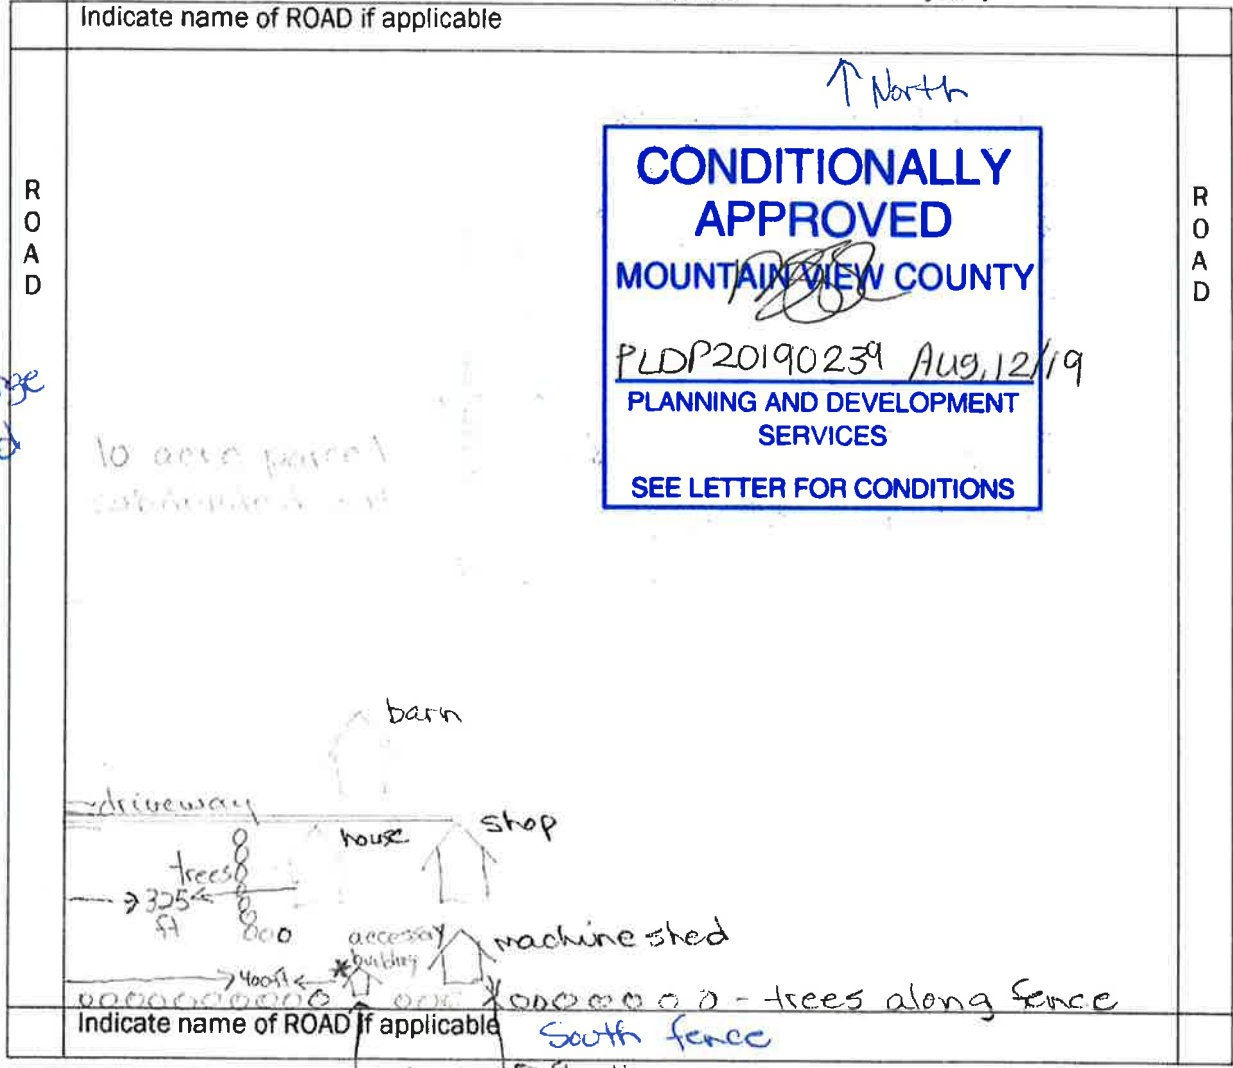 Indicate name of ROAD if applicable
↑ North
ROAD
ROAD
CONDITIONALLY
APPROVED
MOUNTAIN VIEW COUNTY
PLDP20190239 Aug, 12/19
PLANNING AND DEVELOPMENT
SERVICES
SEE LETTER FOR CONDITIONS
10 acre parcel
barn
driveway
house
shop
trees
325
ft
accessory
building
machine shed
400ft
trees along fence
Indicate name of ROAD if applicable
South fence